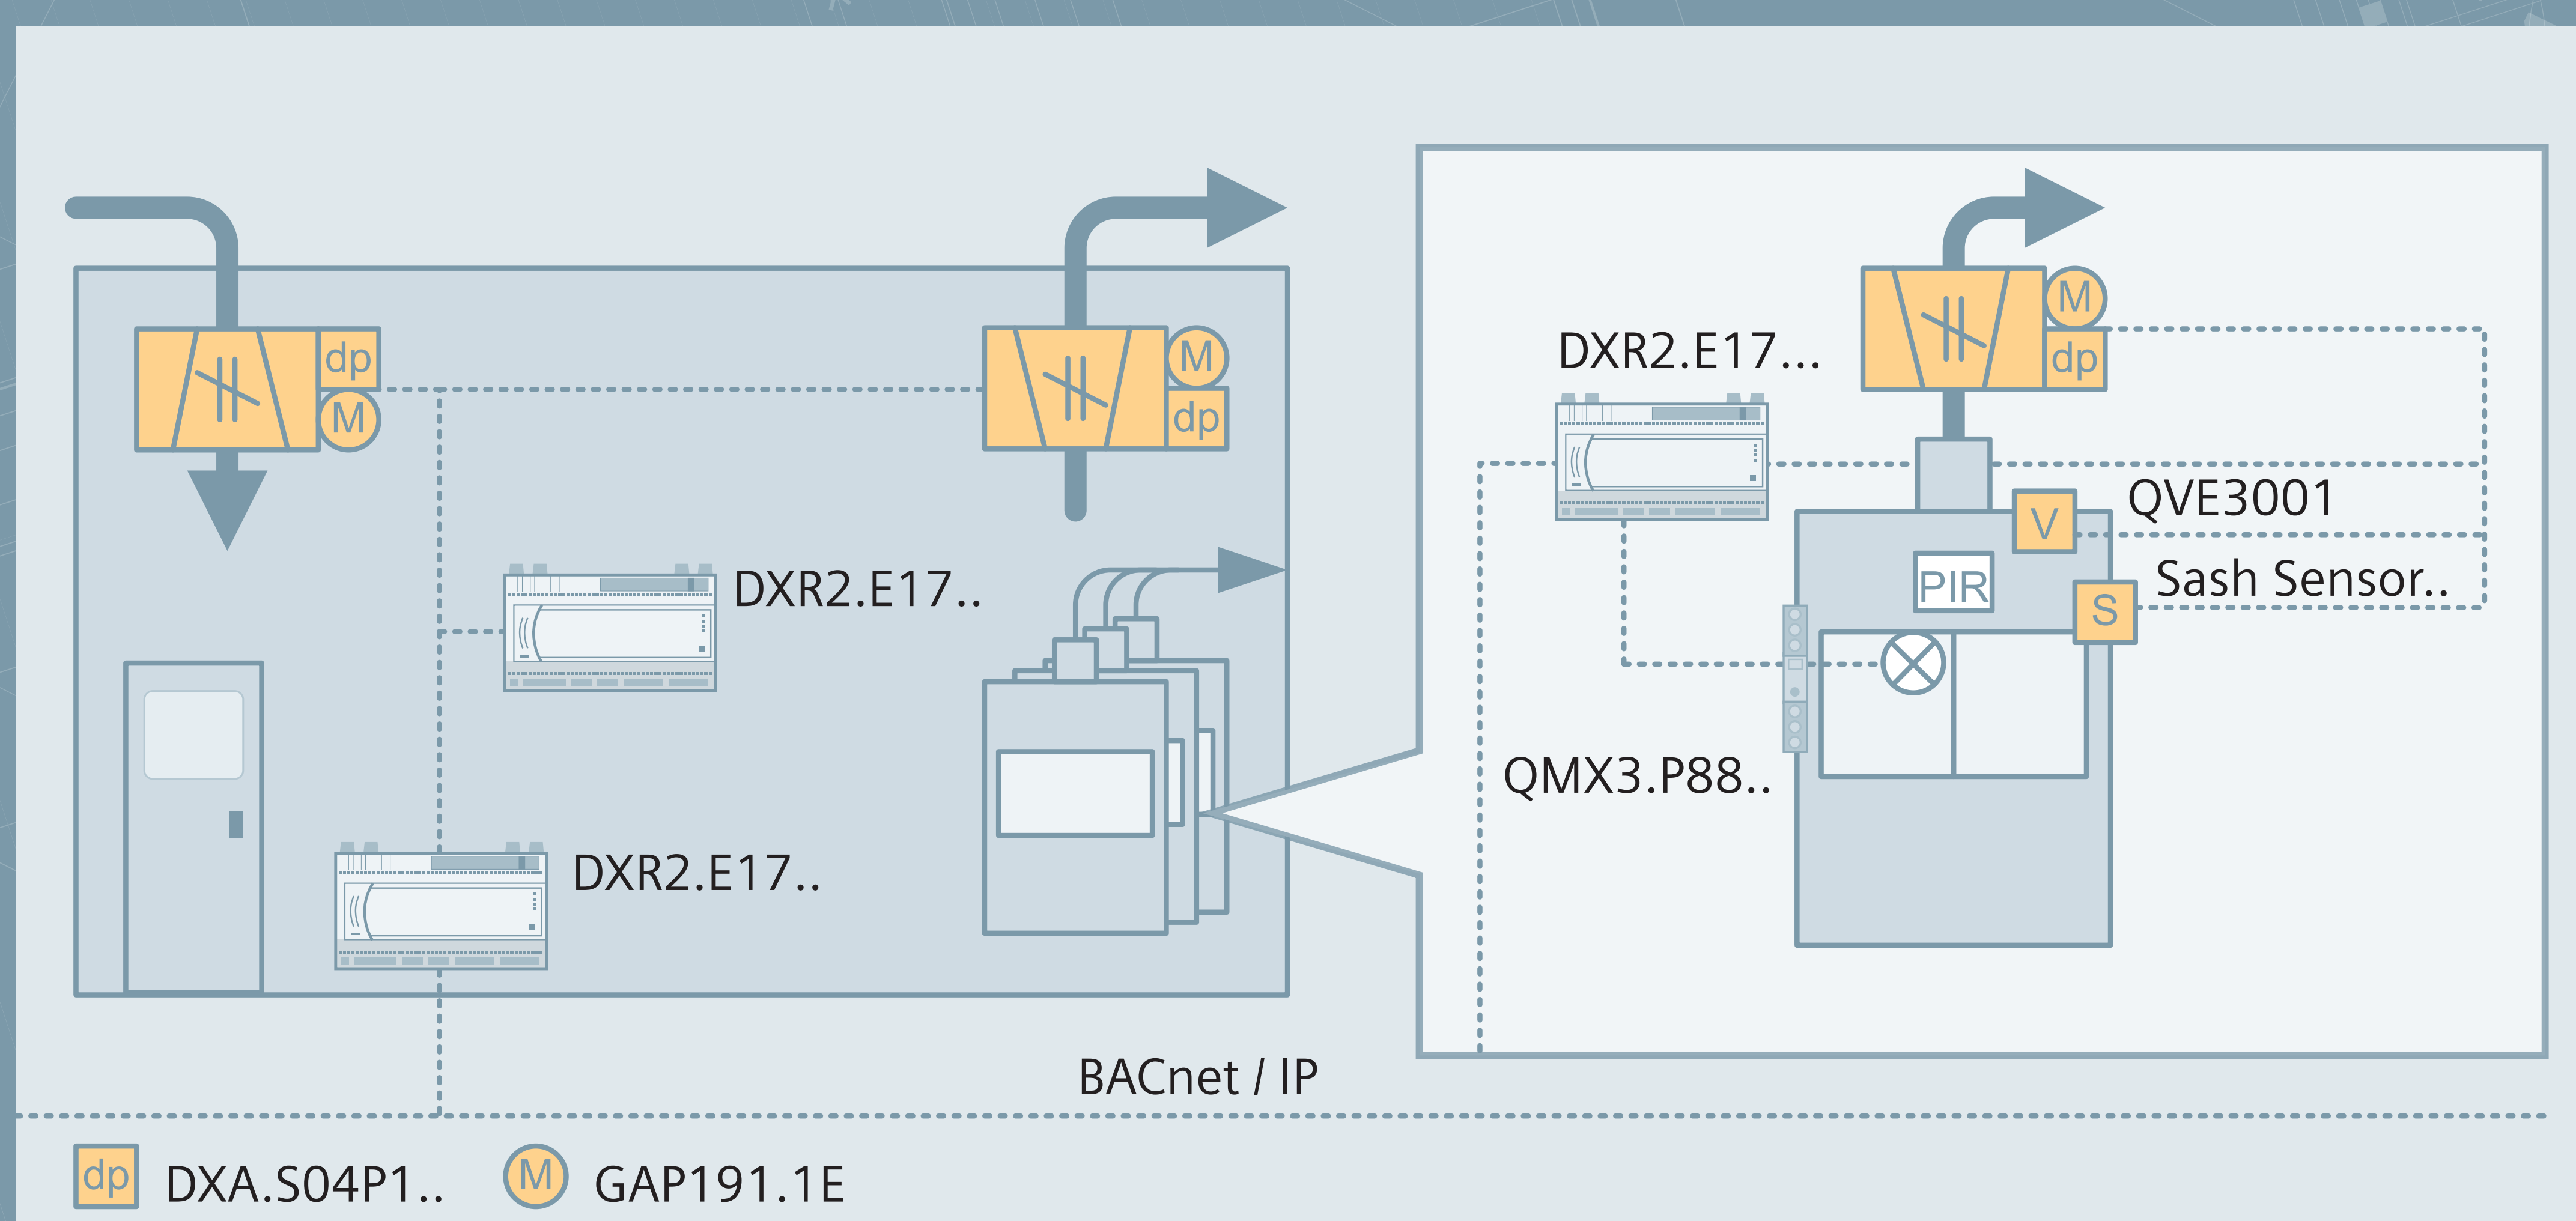 dp
M
M
dp
DXR2.E17..
DXR2.E17..
DXR2.E17...
M
dp
QVE3001
V
PIR
Sash Sensor..
S
QMX3.P88..
BACnet / IP
dp DXA.S04P1.. M GAP191.1E